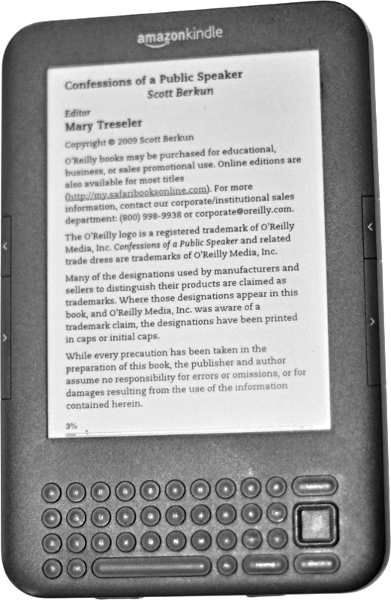 amazonkindle
Confessions of a Public Speaker
Scott Berkun
Editor
Mary Treseler
Copyright © 2009 Scott Berkun
O'Reilly books may be purchased for educational,
business, or sales promotional use. Online editions are
also available for most titles
(http://my.safaribooksonline.com). For more
information, contact our corporate/institutional sales
department: (800) 998-9938 or corporate@oreilly.com.
The O'Reilly logo is a registered trademark of O'Reilly
Media, Inc. Confessions of a Public Speaker and related
trade dress are trademarks of O'Reilly Media, Inc.
Many of the designations used by manufacturers and
sellers to distinguish their products are claimed as
trademarks. Where those designations appear in this
book, and O'Reilly Media, Inc. was aware of a
trademark claim, the designations have been printed
in caps or initial caps.
While every precaution has been taken in the
preparation of this book, the publisher and author
assume no responsibility for errors or omissions, or for
damages resulting from the use of the information
contained herein.
3%